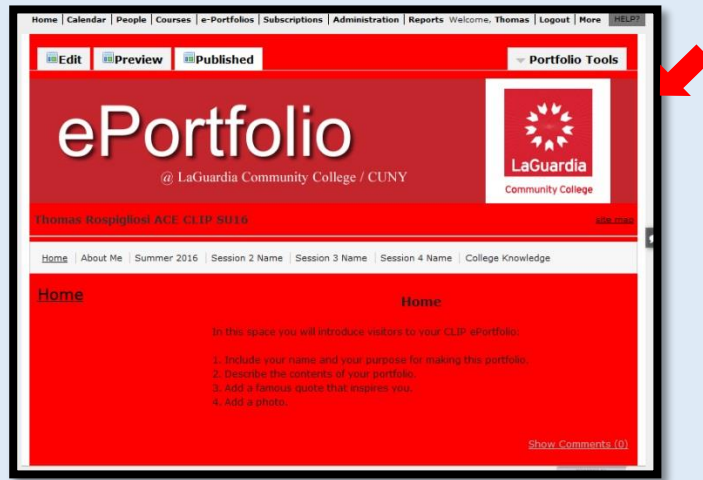 Home | Calendar | People | Courses | e-Portfolios | Subscriptions | Administration | Reports Welcome, Thomas | Logout | More HELP?
Edit Preview Published Portfolio Tools
ePortfolio
@ LaGuardia Community College / CUNY
LaGuardia
Community College
Thomas Rospigliosi ACE CLIP SU16 site map
Home | About Me | Summer 2016 | Session 2 Name | Session 3 Name | Session 4 Name | College Knowledge
Home
Home
In this space you will introduce visitors to your CLIP ePortfolio.
1. Include your name and your purpose for making this portfolio.
2. Describe the contents of your portfolio.
3. Add a famous quote that inspires you.
4. Add a photo.
Show Comments (0)